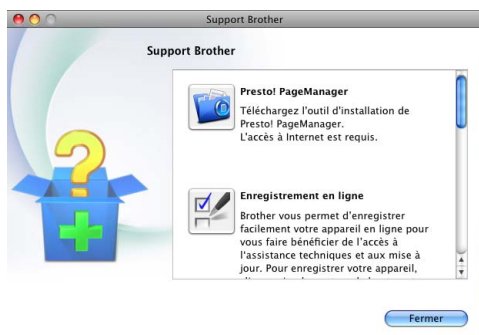 Support Brother
Support Brother
Presto! PageManager
Téléchargez l'outil d'installation de
Presto! PageManager.
L'accès à Internet est requis.
Enregistrement en ligne
Brother vous permet d'enregistrer
facilement votre appareil en ligne pour
vous faire bénéficier de l'accès à
l'assistance techniques et aux mise à
jour. Pour enregistrer votre appareil,
Fermer